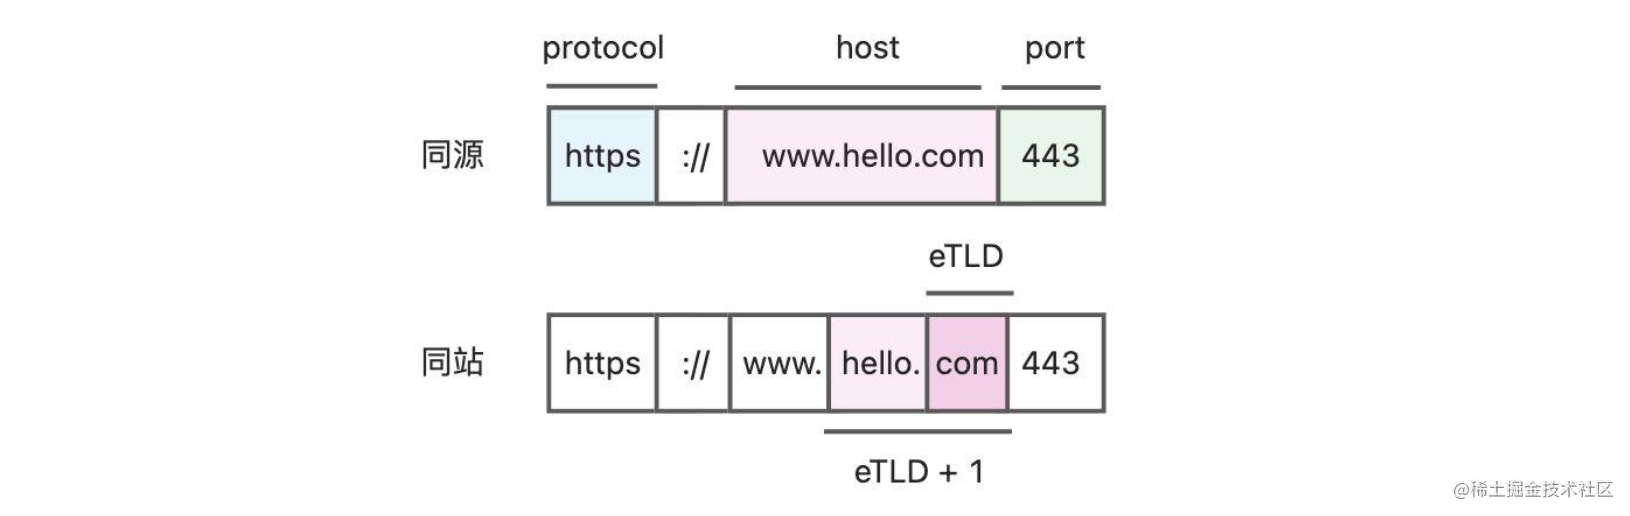 protocol host port
同源 https :// www.hello.com 443
eTLD
同站 https :// www. hello. com 443
eTLD + 1
@稀土掘金技术社区